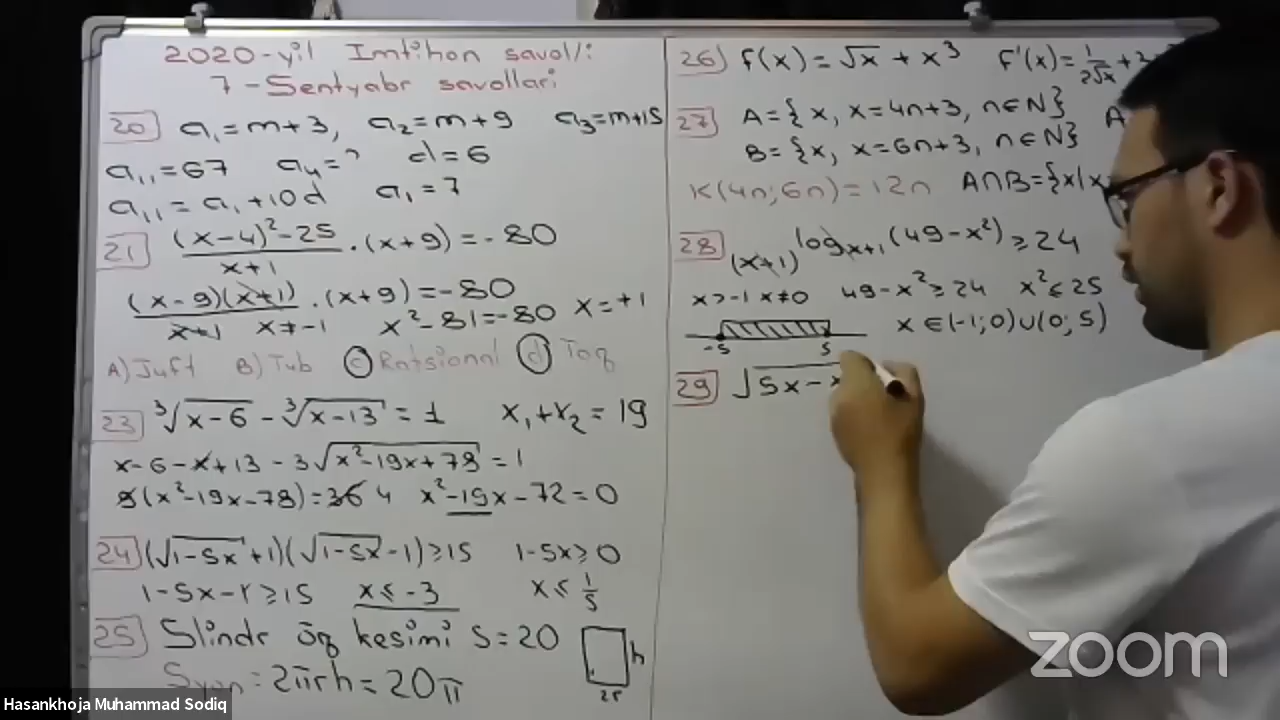 2020-yil Imtihon savol/i
7-Sentyabr savollari
20) a₁=m+3, a₂=m+9 a₃=m+15
a₁₁=67 a₄=? d=6
a₁₁=a₁+10d a₁=7
21) ((x-4)²-25)/(x+1) · (x+9)=-80
((x-9)(x+1))/(x+1) · (x+9)=-80 x=+1
x≠-1 x²-81=-80
A) Juft B) Tub C) Ratsional d) Toq
23) ∛(x-6) - ∛(x-13) = 1 x₁+x₂=19
x-6-x+13-3√(x²-19x+78)=1
9(x²-19x-78)=36 4 x²-19x-72=0
24) (√(1-5x)+1)(√(1-5x)-1)≥15 1-5x≥0
1-5x-1≥15 x≤-3 x≤1/5
25) Slindr õq kesimi S=20 h
Syon=2πrh=20π 2r
26) f(x)=√x+x³ f'(x)=1/(2√x)+
27) A={x, x=4n+3, n∈N} A
B={x, x=6n+3, n∈N}
K(4n;6n)=12n A∩B={x|x
28) (x+1)^log_{x+1}(49-x²)≥24
x>-1 x≠0 49-x²≥24 x²≤25
-5 5 x∈(-1;0)∪(0;5)
29) √5x-x
zoom
Hasankhoja Muhammad Sodiq